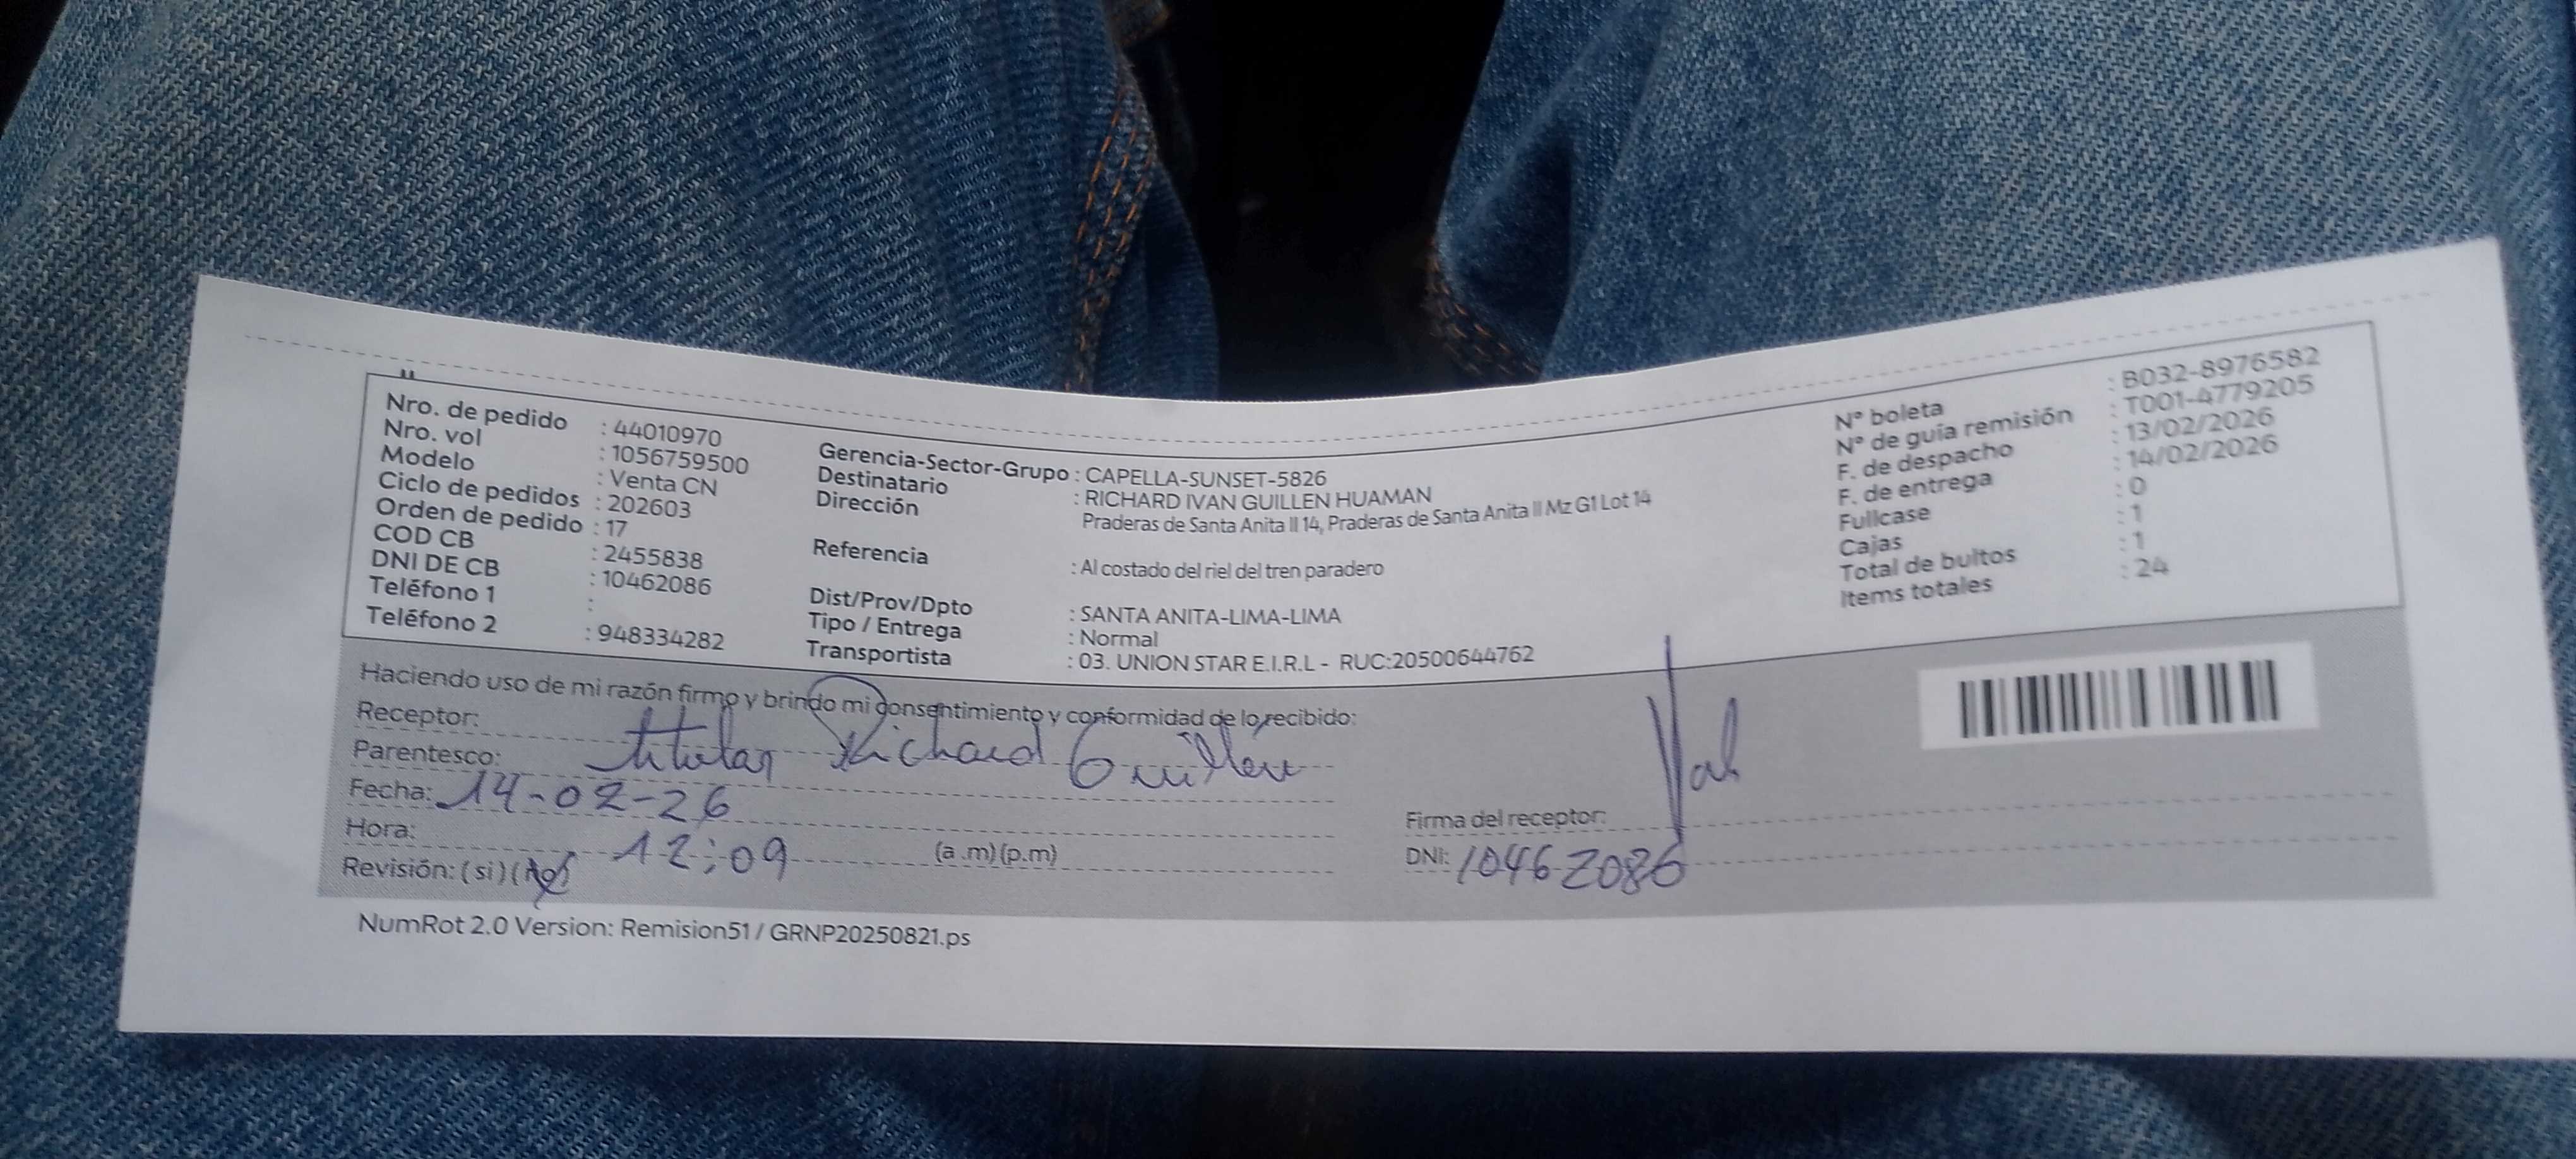 Nro. de pedido : 44010970
Nro. vol : 1056759500
Modelo : Venta CN
Ciclo de pedidos : 202603
Orden de pedido : 17
COD CB : 2455838
DNI DE CB : 10462086
Teléfono 1 :
Teléfono 2 : 948334282
Gerencia-Sector-Grupo : CAPELLA-SUNSET-5826
Destinatario : RICHARD IVAN GUILLEN HUAMAN
Dirección Praderas de Santa Anita II 14, Praderas de Santa Anita II Mz G1 Lot 14
Referencia : Al costado del riel del tren paradero
Dist/Prov/Dpto : SANTA ANITA-LIMA-LIMA
Tipo / Entrega : Normal
Transportista : 03. UNION STAR E.I.R.L - RUC:20500644762
N° boleta : B032-8976582
N° de guía remisión : T001-4779205
F. de despacho : 13/02/2026
F. de entrega : 14/02/2026
Fullcase : 0
Cajas : 1
Total de bultos : 1
Items totales : 24
Haciendo uso de mi razón firmo y brindo mi consentimiento y conformidad de lo recibido:
Receptor: titular Richard Guillen
Parentesco:
Fecha: 14-02-26
Hora: 12:09 (a .m) (p.m)
Revisión: ( si ) (no)
Firma del receptor:
DNI: 10462086
NumRot 2.0 Version: Remision51 / GRNP20250821.ps